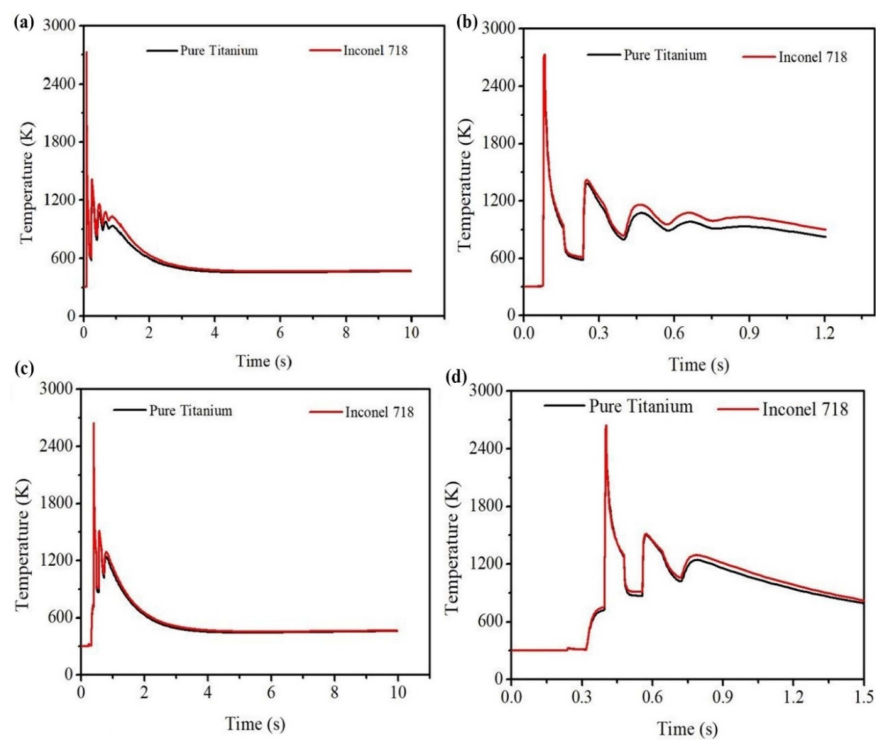 (a)
3000
2400
1800
1200
600
0
Temperature (K)
Pure Titanium
Inconel 718
0 2 4 6 8 10
Time (s)
(b)
3000
2400
1800
1200
600
0
Temperature (K)
Pure Titanium
Inconel 718
0.0 0.3 0.6 0.9 1.2
Time (s)
(c)
3000
2400
1800
1200
600
0
Temperature (K)
Pure Titanium
Inconel 718
0 2 4 6 8 10
Time (s)
(d)
3000
2400
1800
1200
600
0
Temperature (K)
Pure Titanium
Inconel 718
0.0 0.3 0.6 0.9 1.2 1.5
Time (s)